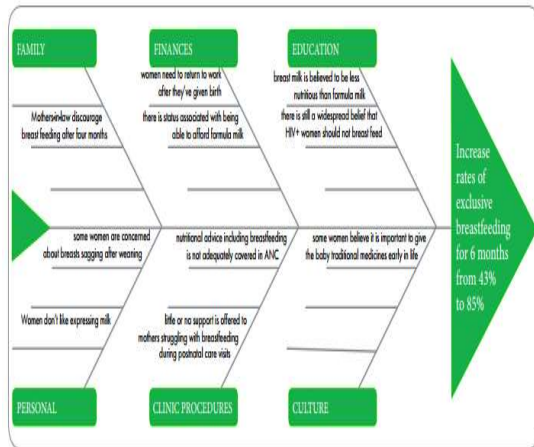 FAMILY
FINANCES
EDUCATION
women need to return to work
after they've given birth
breast milk is believed to be less
nutritious than formula milk
Mothers-in-law discourage
breast feeding after four months
there is status associated with being
able to afford formula milk
there is still a widespread belief that
HIV+ women should not breast feed
Increase
rates of
exclusive
breastfeeding
for 6 months
from 43%
to 85%
some women are concerned
about breasts sagging after weaning
nutritional advice including breastfeeding
is not adequately covered in ANC
some women believe it is important to give
the baby traditional medicines early in life
Women don't like expressing milk
little or no support is offered to
mothers struggling with breastfeeding
during postnatal care visits
PERSONAL
CLINIC PROCEDURES
CULTURE